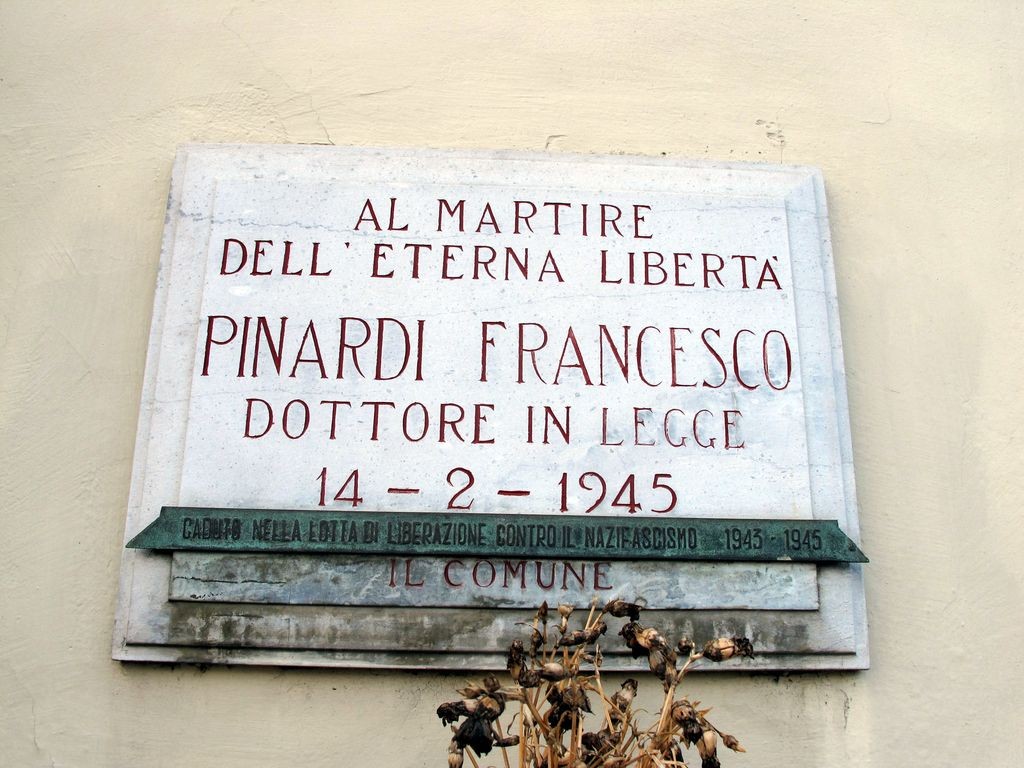 AL MARTIRE
DELL'ETERNA LIBERTÀ
PINARDI FRANCESCO
DOTTORE IN LEGGE
14 - 2 - 1945
CADUTO NELLA LOTTA DI LIBERAZIONE CONTRO IL NAZIFASCISMO 1943 - 1945
IL COMUNE